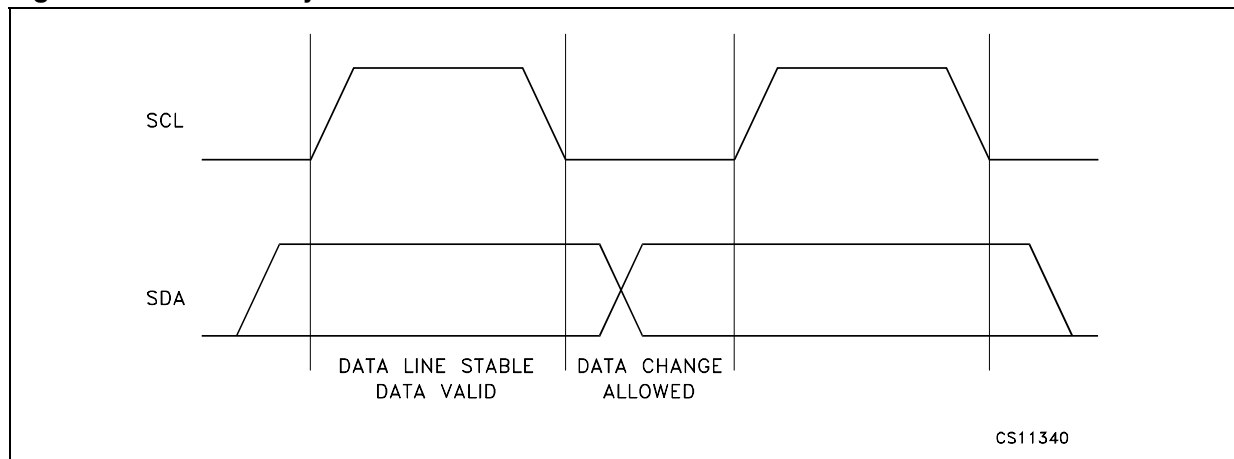 SCL
SDA
DATA LINE STABLE
DATA VALID
DATA CHANGE
ALLOWED
CS11340